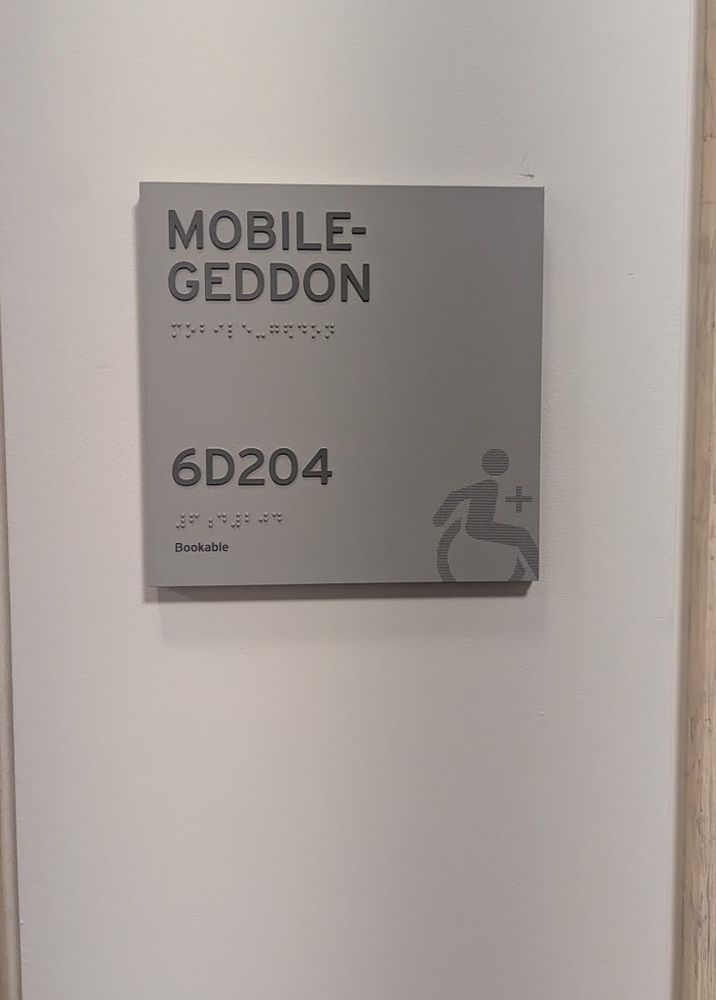 MOBILE-
GEDDON
6D204
Bookable